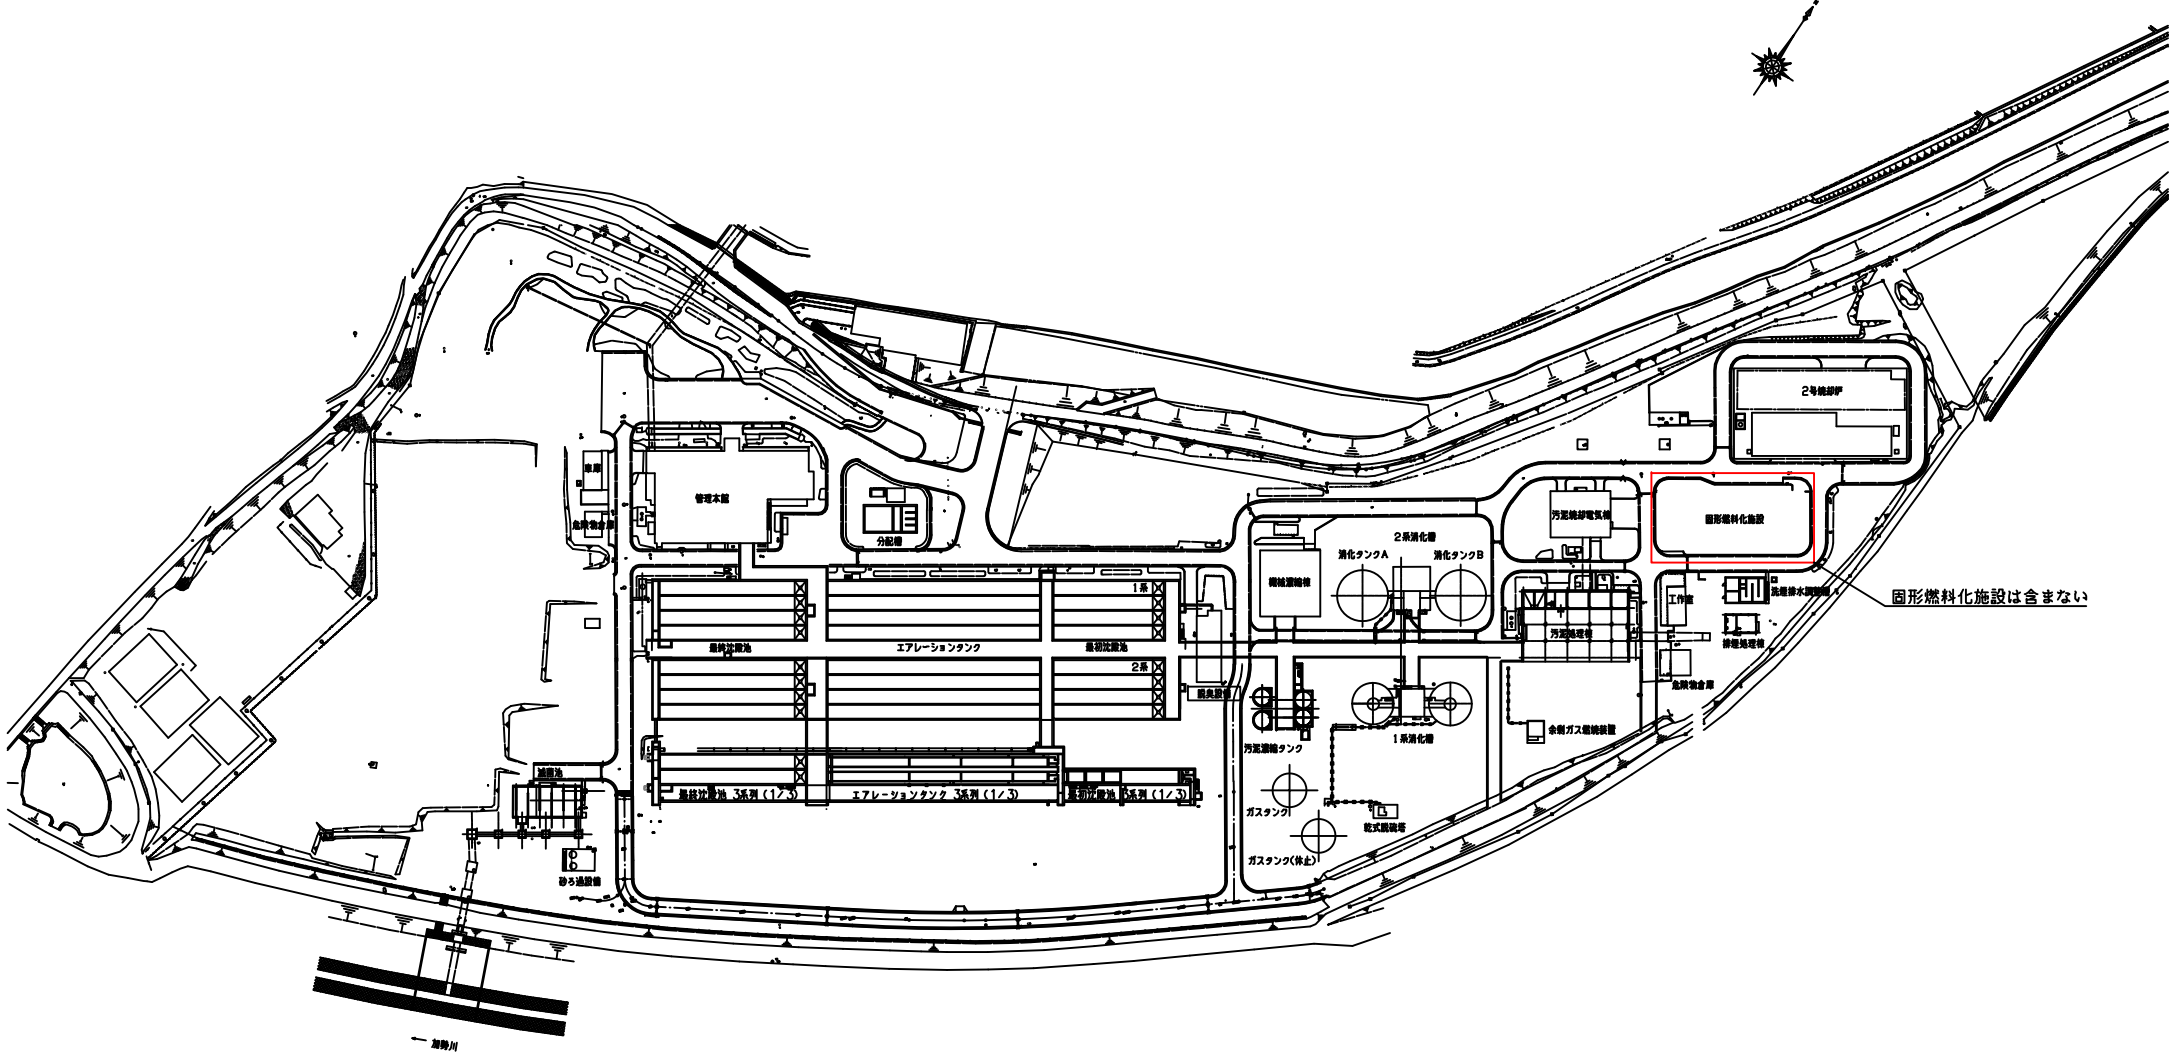 2号焼却炉
車庫
管理本館
危険物倉庫
汚泥焼却電気棟
固形燃料化施設
分配槽
2系消化槽
消化タンクA
消化タンクB
機械濃縮棟
1系
工作室
洗煙排水調整槽
固形燃料化施設は含まない
汚泥処理棟
排煙処理棟
最終沈殿池
エアレーションタンク
最初沈殿池
2系
危険物倉庫
脱臭設備
余剰ガス燃焼装置
1系消化槽
汚泥濃縮タンク
滅菌池
最終沈殿池 3系列(1/3)
エアレーションタンク 3系列(1/3)
最初沈殿池 3系列(1/3)
ガスタンク
乾式脱硫塔
ガスタンク(休止)
砂ろ過設備
加勢川